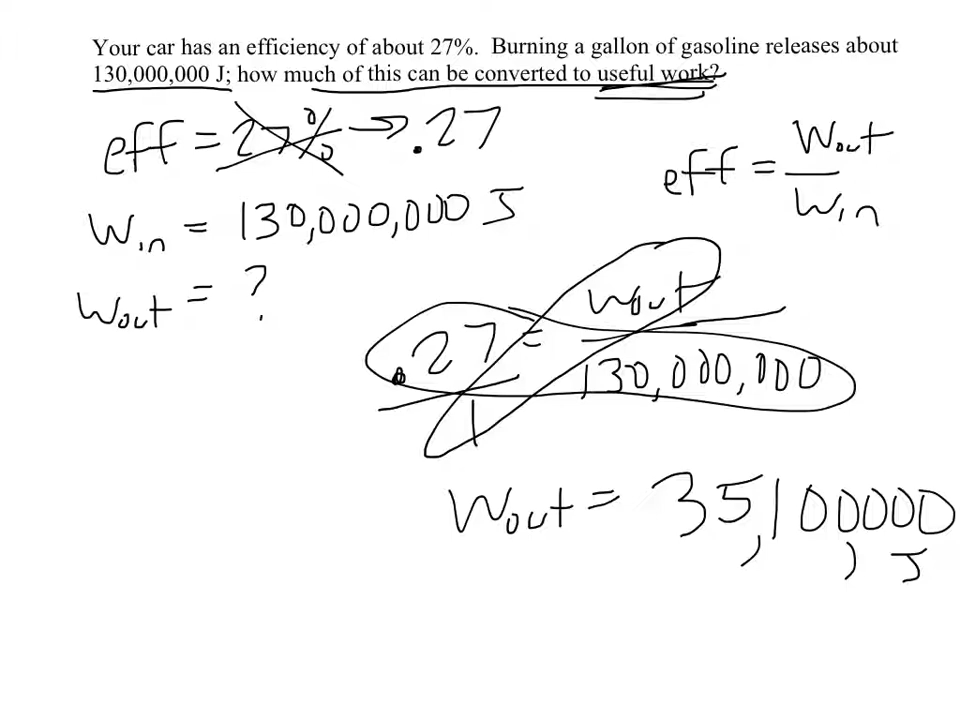 Your car has an efficiency of about 27%. Burning a gallon of gasoline releases about
130,000,000 J; how much of this can be converted to useful work?
eff = 27% → .27
eff = Wout / Win
Win = 130,000,000 J
Wout = ?
.27 / 1 = Wout / 130,000,000
Wout = 35,100,000 J